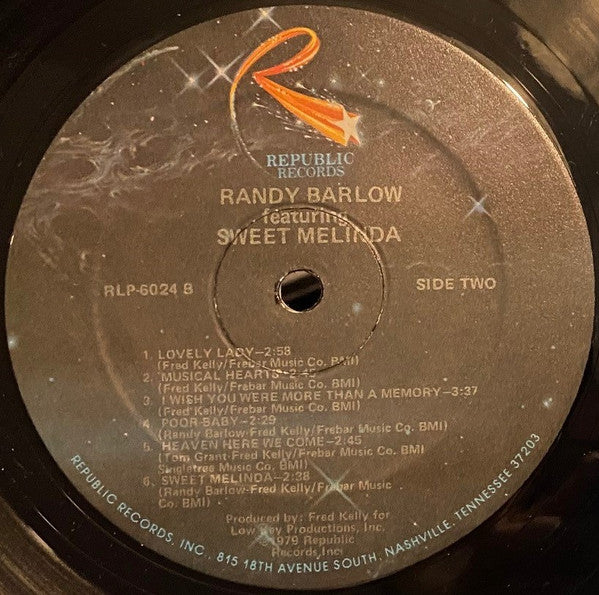 REPUBLIC
RECORDS
RANDY BARLOW
featuring
SWEET MELINDA
RLP-6024 B
SIDE TWO
1. LOVELY LADY—2:58
(Fred Kelly/Frebar Music Co. BMI)
2. MUSICAL HEARTS—2:45
(Fred Kelly/Frebar Music Co. BMI)
3. I WISH YOU WERE MORE THAN A MEMORY—3:37
(Fred Kelly/Frebar Music Co. BMI)
4. POOR BABY—2:29
(Randy Barlow-Fred Kelly/Frebar Music Co. BMI)
5. HEAVEN HERE WE COME—2:45
(Tom Grant-Fred Kelly/Frebar Music Co. BMI)
Singletree Music Co. BMI)
6. SWEET MELINDA—2:38
(Randy Barlow-Fred Kelly/Frebar Music
Co. BMI)
Produced by: Fred Kelly for
Low Key Productions, Inc.
©1979 Republic
Records, Inc.
REPUBLIC RECORDS, INC., 815 18TH AVENUE SOUTH, NASHVILLE, TENNESSEE 37203